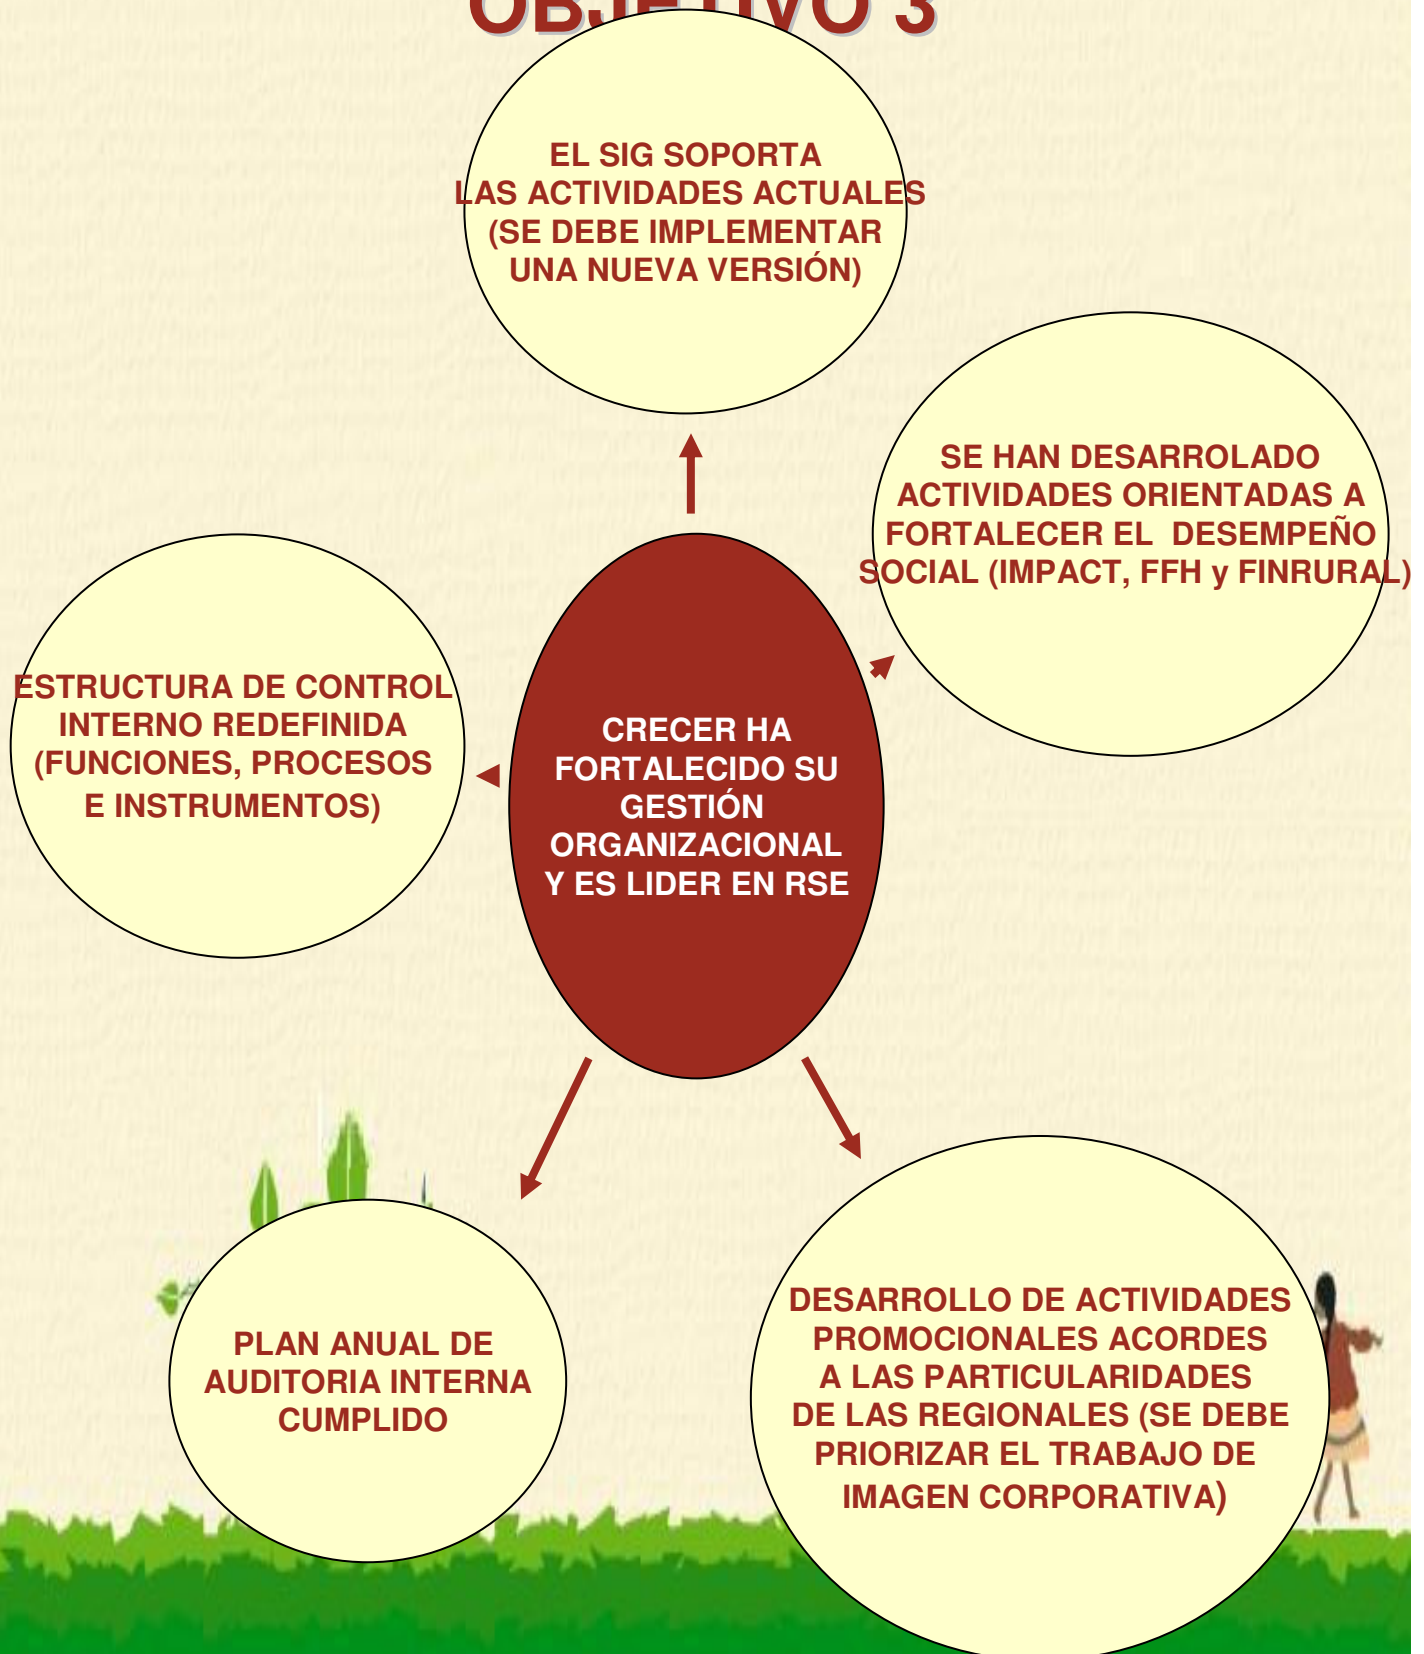 OBJETIVO 3
EL SIG SOPORTA
LAS ACTIVIDADES ACTUALES
(SE DEBE IMPLEMENTAR
UNA NUEVA VERSIÓN)
SE HAN DESARROLADO
ACTIVIDADES ORIENTADAS A
FORTALECER EL DESEMPEÑO
SOCIAL (IMPACT, FFH y FINRURAL)
ESTRUCTURA DE CONTROL
INTERNO REDEFINIDA
(FUNCIONES, PROCESOS
E INSTRUMENTOS)
CRECER HA
FORTALECIDO SU
GESTIÓN
ORGANIZACIONAL
Y ES LIDER EN RSE
PLAN ANUAL DE
AUDITORIA INTERNA
CUMPLIDO
DESARROLLO DE ACTIVIDADES
PROMOCIONALES ACORDES
A LAS PARTICULARIDADES
DE LAS REGIONALES (SE DEBE
PRIORIZAR EL TRABAJO DE
IMAGEN CORPORATIVA)